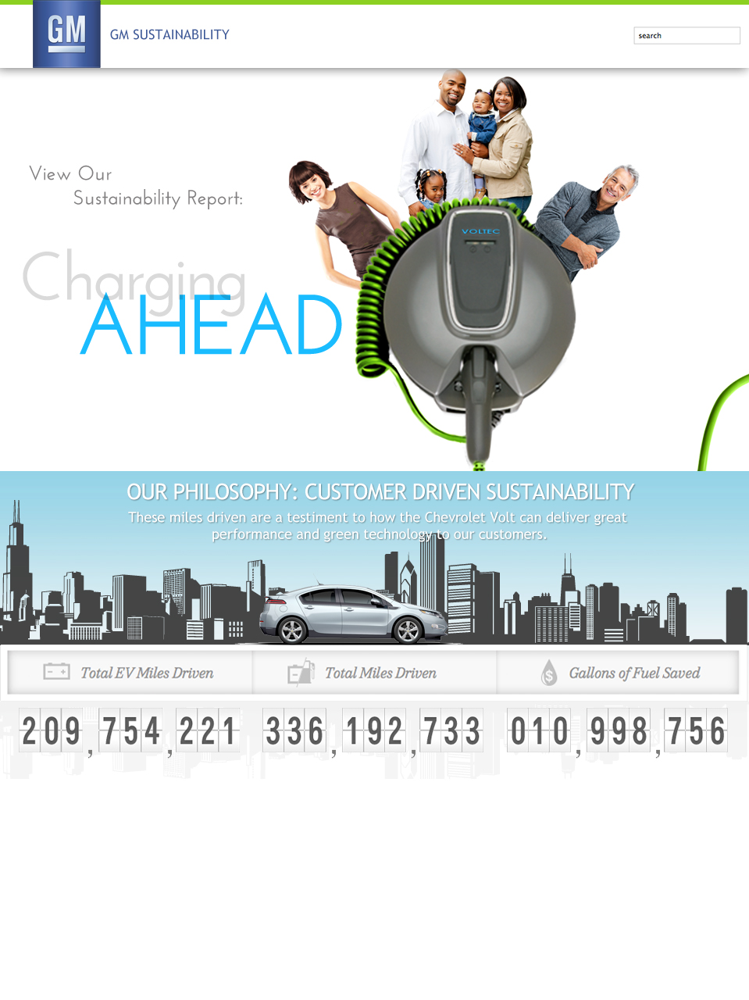 GM
GM SUSTAINABILITY
search
View Our
Sustainability Report:
Charging
AHEAD
VOLTEC
OUR PHILOSOPHY: CUSTOMER DRIVEN SUSTAINABILITY
These miles driven are a testiment to how the Chevrolet Volt can deliver great
performance and green technology to our customers.
Total EV Miles Driven
Total Miles Driven
$
Gallons of Fuel Saved
209,754,221
336,192,733
010,998,756